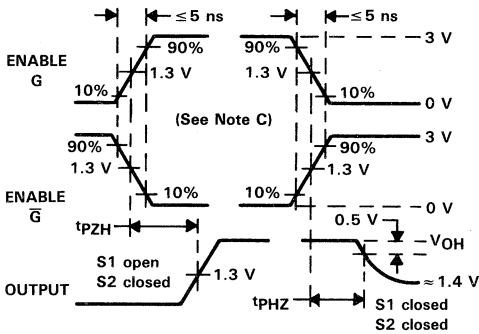 ≤5 ns ≤5 ns
90% 90% 3 V
ENABLE G
1.3 V 1.3 V
10% 10% 0 V
(See Note C)
3 V
90% 90%
1.3 V 1.3 V
ENABLE G̅
10% 10%
0 V
0.5 V
tPZH VOH
S1 open
S2 closed
1.3 V
OUTPUT
≈1.4 V
tPHZ
S1 closed
S2 closed